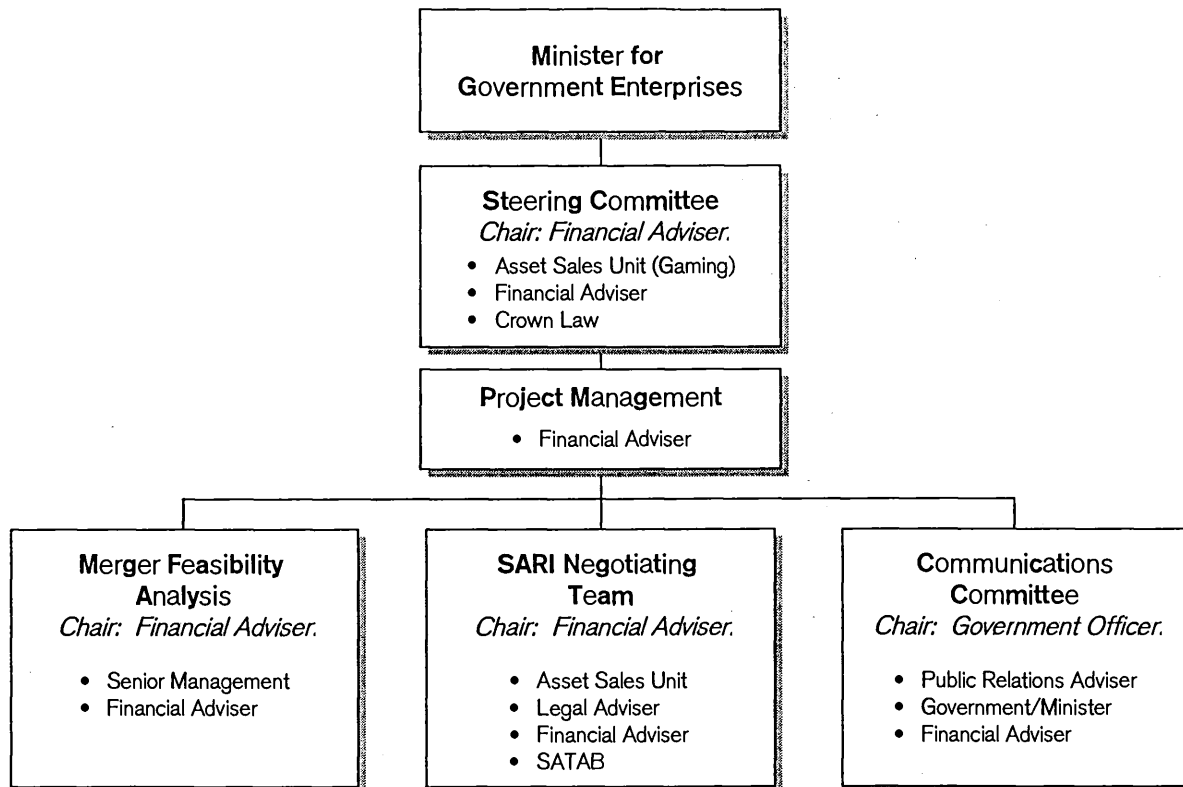 Minister for
Government Enterprises
Steering Committee
Chair: Financial Adviser.
• Asset Sales Unit (Gaming)
• Financial Adviser
• Crown Law
Project Management
• Financial Adviser
Merger Feasibility
Analysis
Chair: Financial Adviser.
• Senior Management
• Financial Adviser
SARI Negotiating
Team
Chair: Financial Adviser.
• Asset Sales Unit
• Legal Adviser
• Financial Adviser
• SATAB
Communications
Committee
Chair: Government Officer.
• Public Relations Adviser
• Government/Minister
• Financial Adviser